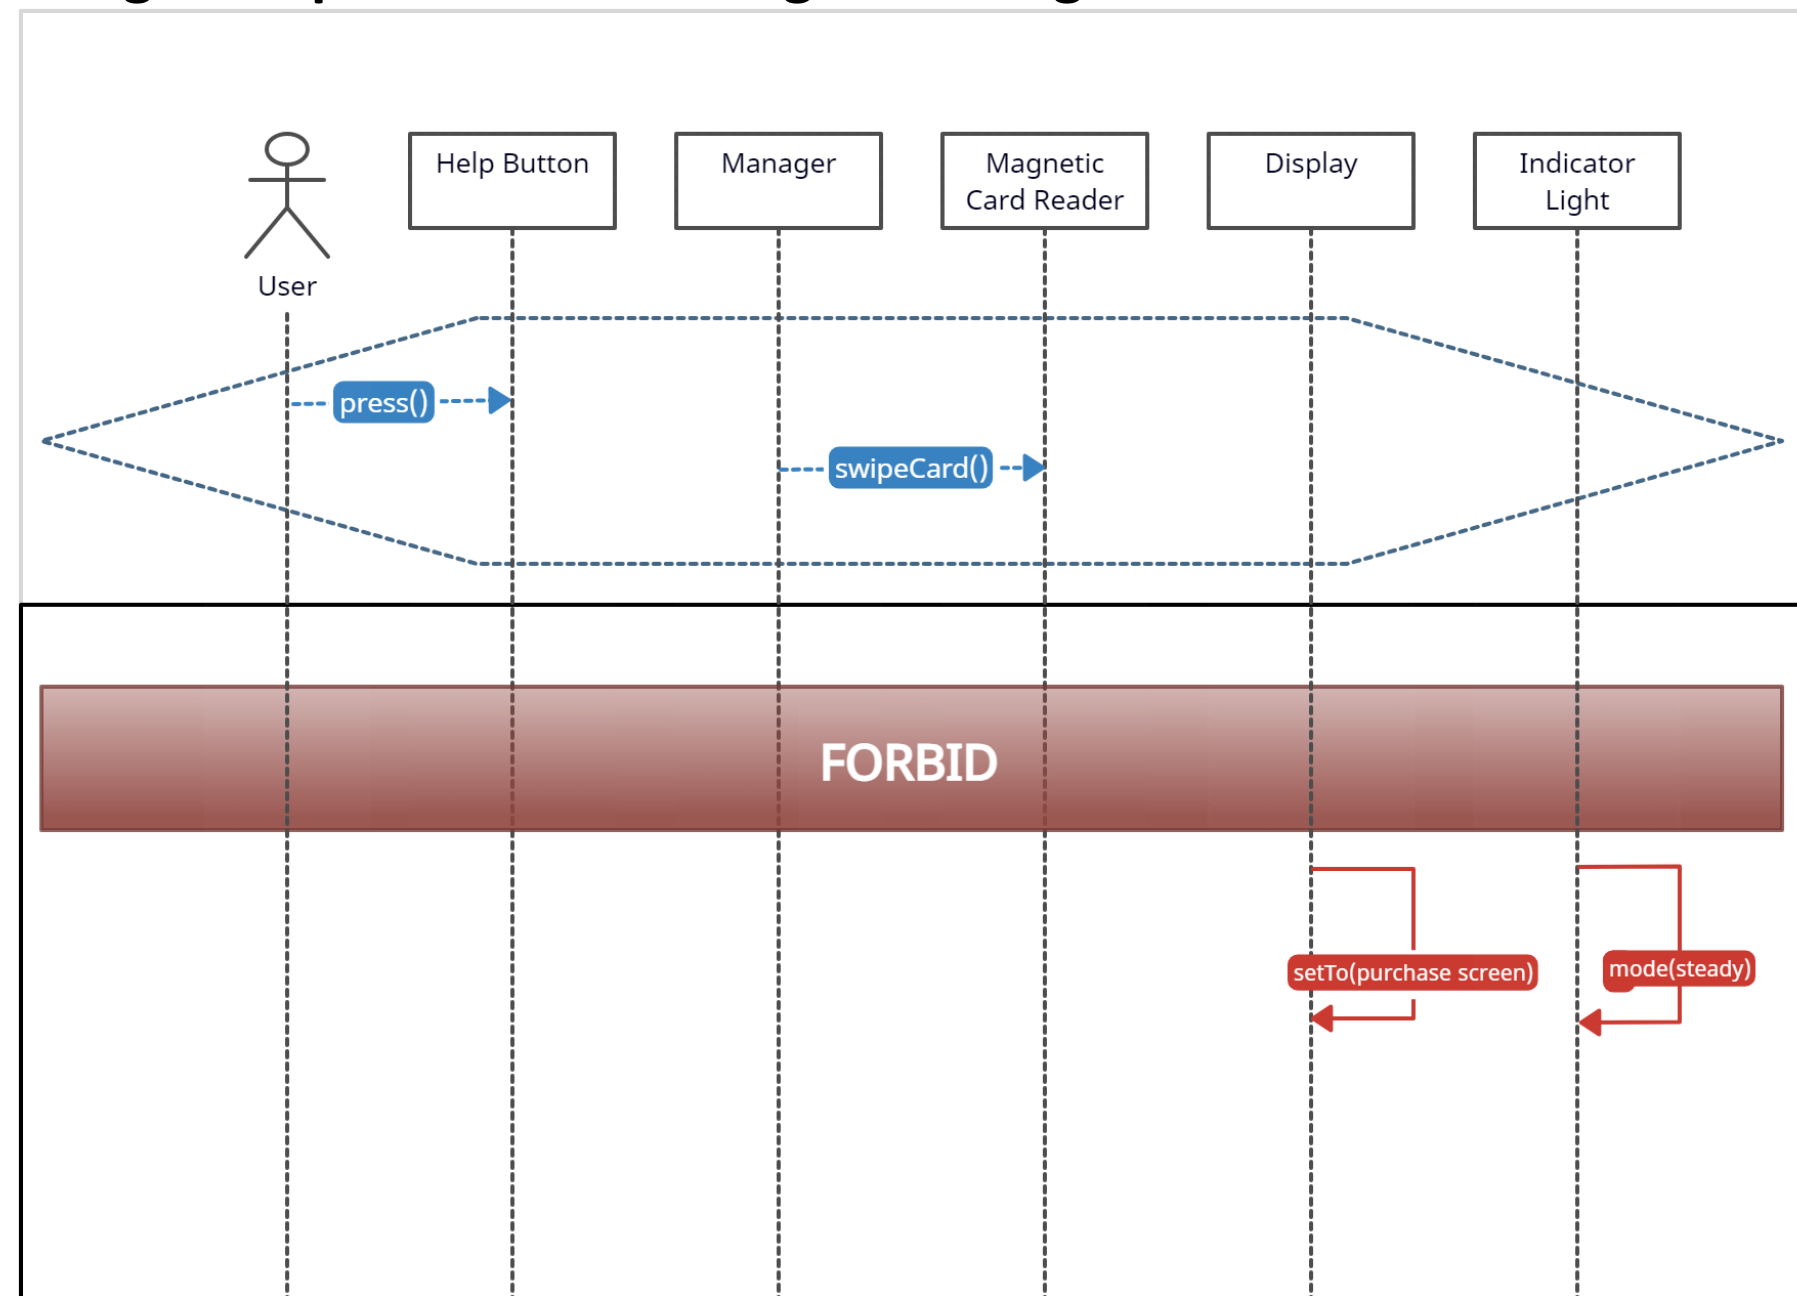 Help Button
Manager
Magnetic
Card Reader
Display
Indicator
Light
User
press()
swipeCard()
FORBID
setTo(purchase screen)
mode(steady)